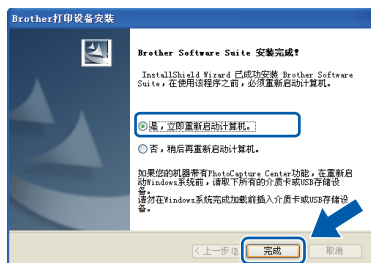 Brother打印设备安装
Brother Software Suite 安装完成!
InstallShield Wizard 已成功安装 Brother Software
Suite，在使用该程序之前，必须重新启动计算机。
是，立即重新启动计算机。
否，稍后再重新启动计算机。
如果您的机器带有PhotoCapture Center功能，在重新启
动Windows系统前，请取下所有的介质卡或USB存储设
备。
请勿在Windows系统完成加载前插入介质卡或USB存储设
备。
<上一步(B) 完成 取消